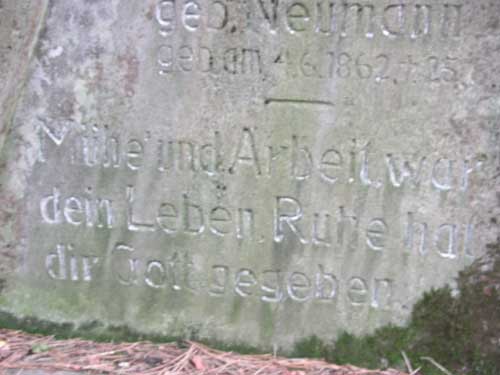 geb. Neumann
geb. am 4.6.1862, † 25.
Mühe und Arbeit war
dein Leben, Ruhe hat
dir Gott gegeben.